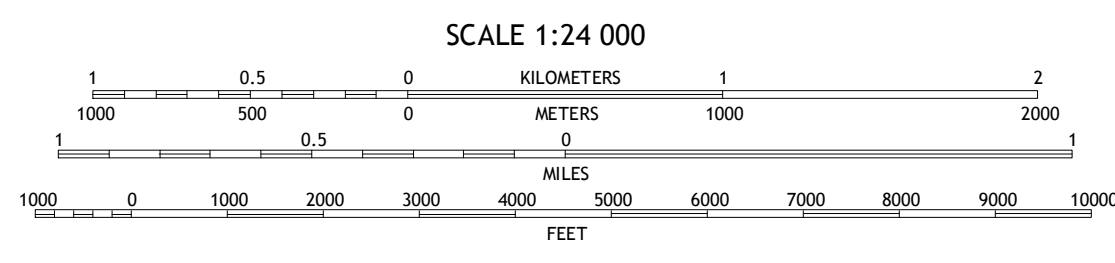 SCALE 1:24 000
1 0.5 0 KILOMETERS 1 2
1000 500 0 METERS 1000 2000
1 0.5 0 1
MILES
1000 0 1000 2000 3000 4000 5000 6000 7000 8000 9000 10000
FEET